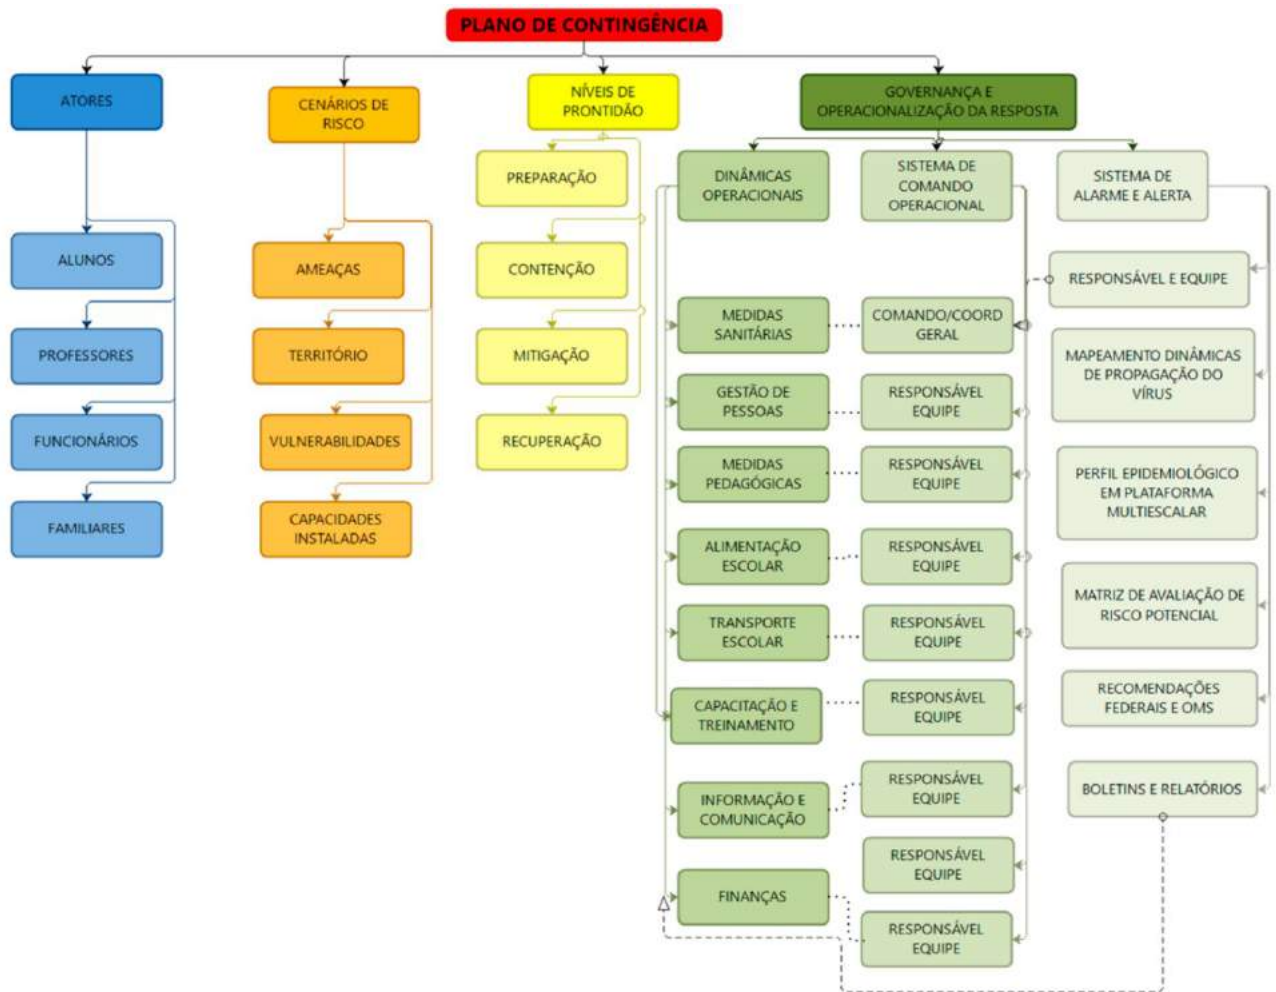 PLANO DE CONTINGÊNCIA
ATORES
ALUNOS
PROFESSORES
FUNCIONÁRIOS
FAMILIARES
CENÁRIOS DE
RISCO
AMEAÇAS
TERRITÓRIO
VULNERABILIDADES
CAPACIDADES
INSTALADAS
NÍVEIS DE
PRONTIDÃO
PREPARAÇÃO
CONTENÇÃO
MITIGAÇÃO
RECUPERAÇÃO
GOVERNANÇA E
OPERACIONALIZAÇÃO DA RESPOSTA
DINÂMICAS
OPERACIONAIS
MEDIDAS
SANITÁRIAS
GESTÃO DE
PESSOAS
MEDIDAS
PEDAGÓGICAS
ALIMENTAÇÃO
ESCOLAR
TRANSPORTE
ESCOLAR
CAPACITAÇÃO E
TREINAMENTO
INFORMAÇÃO E
COMUNICAÇÃO
FINANÇAS
SISTEMA DE
COMANDO
OPERACIONAL
COMANDO/COORD
GERAL
RESPONSÁVEL
EQUIPE
RESPONSÁVEL
EQUIPE
RESPONSÁVEL
EQUIPE
RESPONSÁVEL
EQUIPE
RESPONSÁVEL
EQUIPE
RESPONSÁVEL
EQUIPE
RESPONSÁVEL
EQUIPE
RESPONSÁVEL
EQUIPE
SISTEMA DE
ALARME E ALERTA
RESPONSÁVEL E EQUIPE
MAPEAMENTO DINÂMICAS
DE PROPAGAÇÃO DO
VÍRUS
PERFIL EPIDEMIOLÓGICO
EM PLATAFORMA
MULTIESCALAR
MATRIZ DE AVALIAÇÃO DE
RISCO POTENCIAL
RECOMENDAÇÕES
FEDERAIS E OMS
BOLETINS E RELATÓRIOS